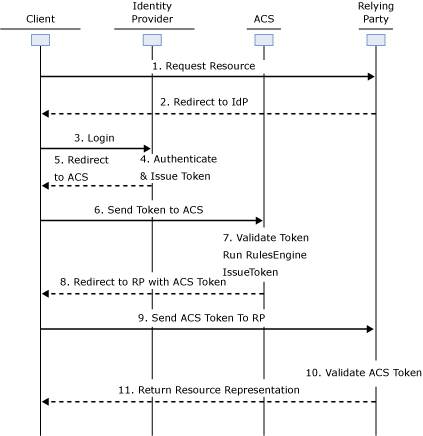 Client
Identity
Provider
ACS
Relying
Party
1. Request Resource
2. Redirect to IdP
3. Login
5. Redirect
to ACS
4. Authenticate
& Issue Token
6. Send Token to ACS
7. Validate Token
Run RulesEngine
IssueToken
8. Redirect to RP with ACS Token
9. Send ACS Token To RP
10. Validate ACS Token
11. Return Resource Representation